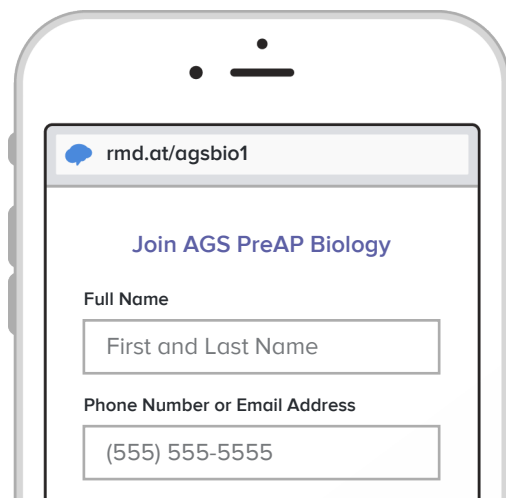 rmd.at/agsbio1
Join AGS PreAP Biology
Full Name
First and Last Name
Phone Number or Email Address
(555) 555-5555